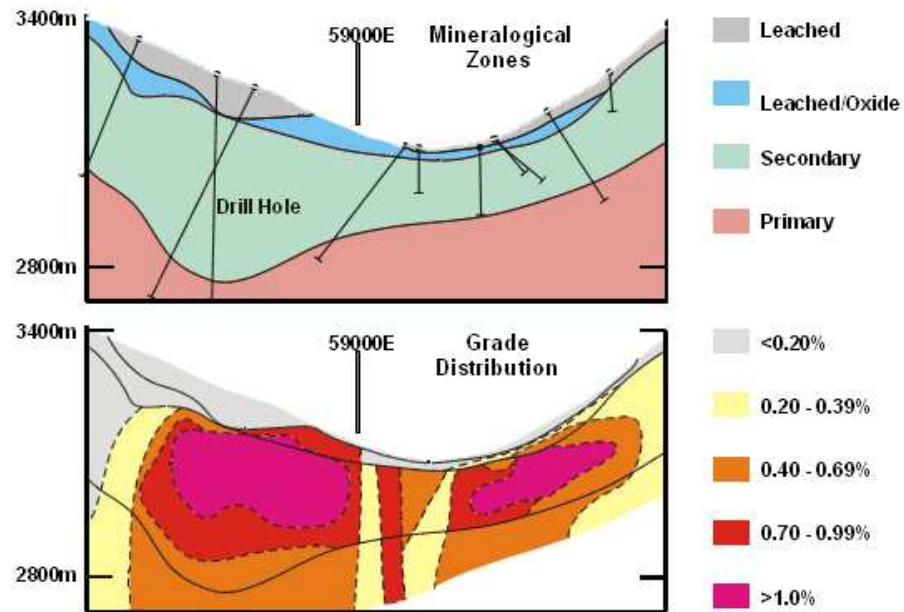 3400m
59000E
Mineralogical
Zones
Drill Hole
2800m
Leached
Leached/Oxide
Secondary
Primary
3400m
59000E
Grade
Distribution
2800m
<0.20%
0.20 - 0.39%
0.40 - 0.69%
0.70 - 0.99%
>1.0%